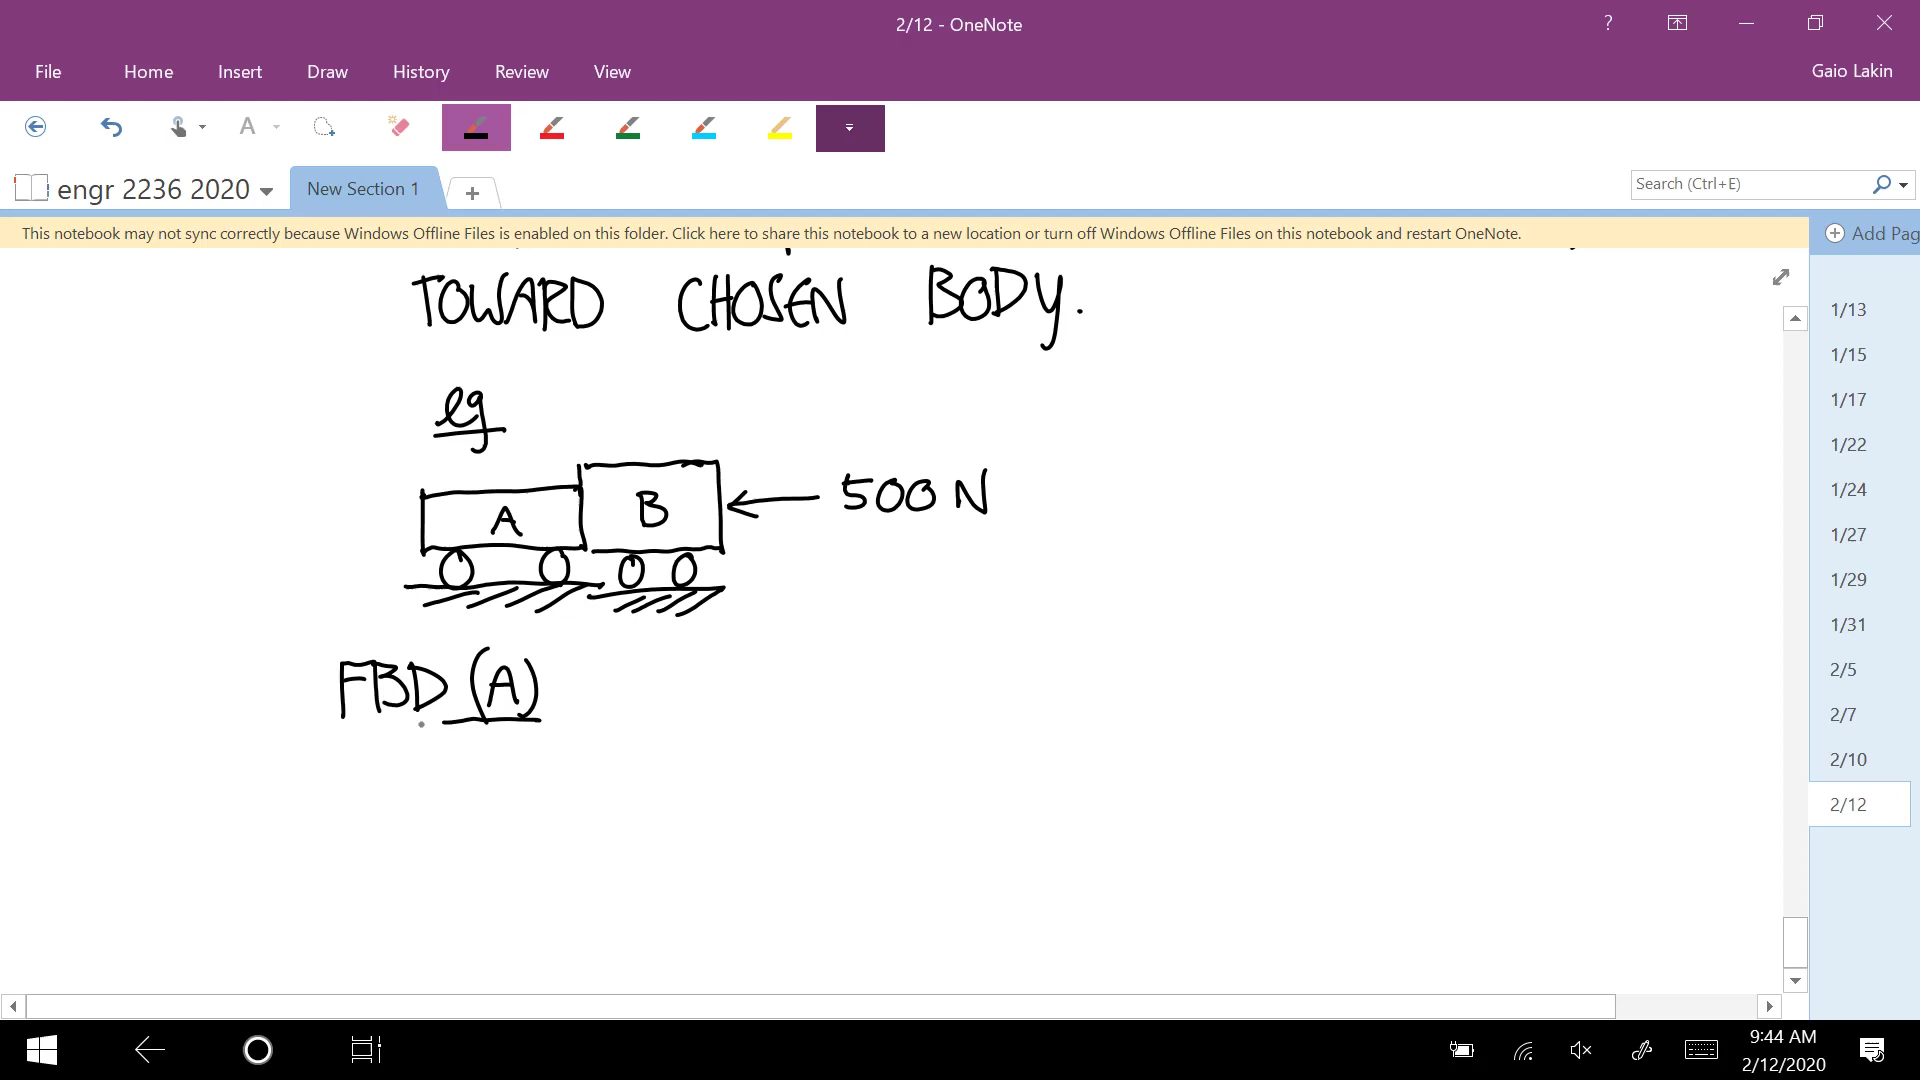 2/12 - OneNote
?
File Home Insert Draw History Review View
Gaio Lakin
A
engr 2236 2020
New Section 1
+
Search (Ctrl+E)
This notebook may not sync correctly because Windows Offline Files is enabled on this folder. Click here to share this notebook to a new location or turn off Windows Offline Files on this notebook and restart OneNote.
Add Pag
TOWARD CHOSEN BODY.
eg
A B 500 N
FBD (A)
1/13
1/15
1/17
1/22
1/24
1/27
1/29
1/31
2/5
2/7
2/10
2/12
9:44 AM
2/12/2020